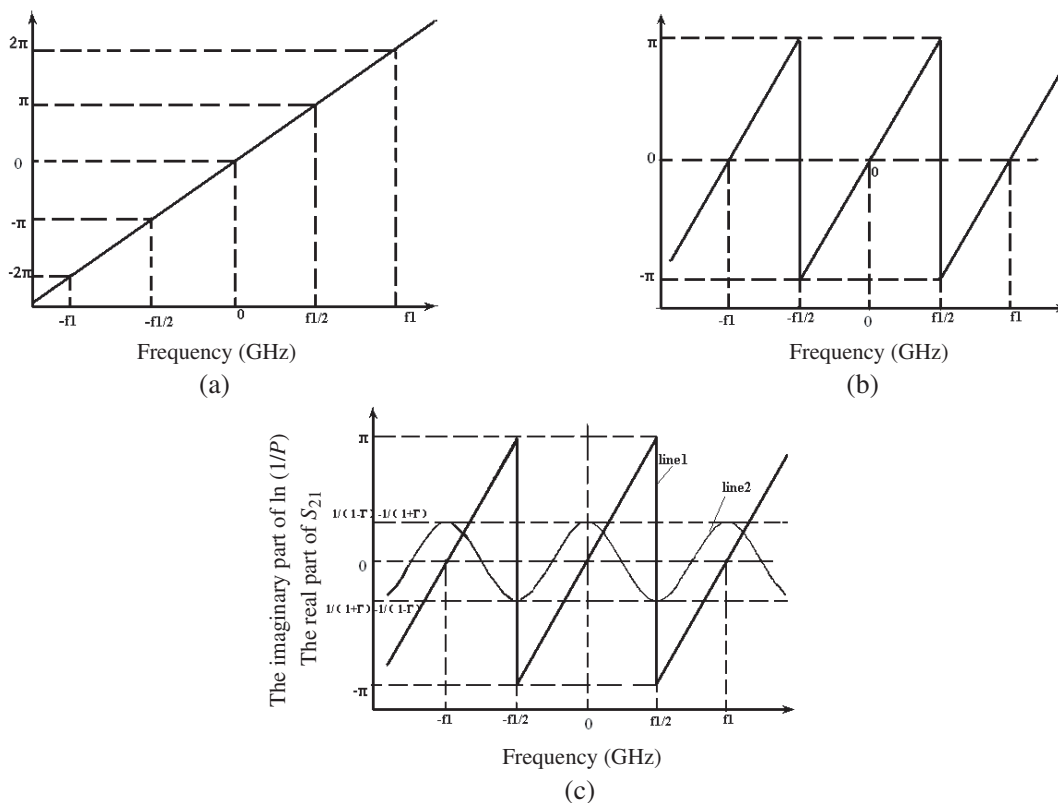 2π
π
0
-π
-2π
-f1
-f1/2
0
f1/2
f1
Frequency (GHz)
(a)
π
0
0
-π
-f1
-f1/2
0
f1/2
f1
Frequency (GHz)
(b)
The imaginary part of ln (1/P)
The real part of S21
π
line1
line2
1/(1-Γ)-1/(1+Γ)
0
1/(1+Γ)-1/(1-Γ)
-π
-f1
-f1/2
0
f1/2
f1
Frequency (GHz)
(c)